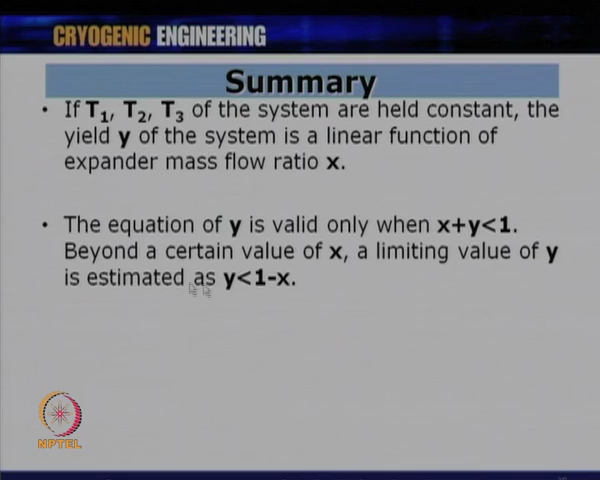 CRYOGENIC ENGINEERING
Summary
• If T₁, T₂, T₃ of the system are held constant, the
yield y of the system is a linear function of
expander mass flow ratio x.
• The equation of y is valid only when x+y<1.
Beyond a certain value of x, a limiting value of y
is estimated as y<1-x.
NPTEL